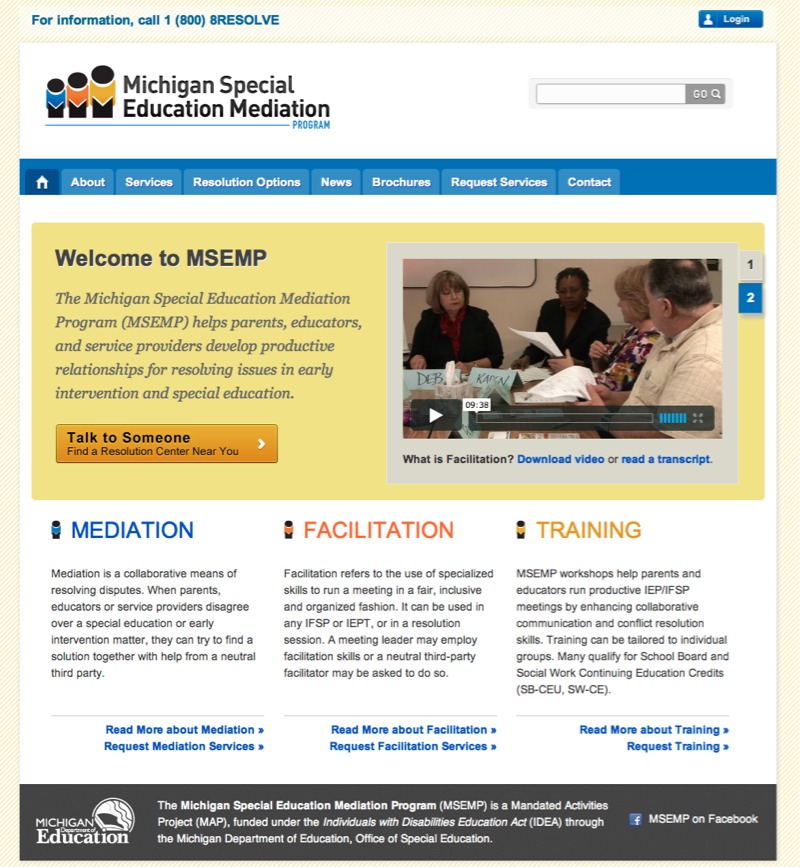 For information, call 1 (800) 8RESOLVE
Login
Michigan Special
Education Mediation
PROGRAM
GO
About
Services
Resolution Options
News
Brochures
Request Services
Contact
Welcome to MSEMP
The Michigan Special Education Mediation
Program (MSEMP) helps parents, educators,
and service providers develop productive
relationships for resolving issues in early
intervention and special education.
Talk to Someone
Find a Resolution Center Near You
DEB
KAREN
09:38
What is Facilitation? Download video or read a transcript.
1
2
MEDIATION
Mediation is a collaborative means of
resolving disputes. When parents,
educators or service providers disagree
over a special education or early
intervention matter, they can try to find a
solution together with help from a neutral
third party.
Read More about Mediation »
Request Mediation Services »
FACILITATION
Facilitation refers to the use of specialized
skills to run a meeting in a fair, inclusive
and organized fashion. It can be used in
any IFSP or IEPT, or in a resolution
session. A meeting leader may employ
facilitation skills or a neutral third-party
facilitator may be asked to do so.
Read More about Facilitation »
Request Facilitation Services »
TRAINING
MSEMP workshops help parents and
educators run productive IEP/IFSP
meetings by enhancing collaborative
communication and conflict resolution
skills. Training can be tailored to individual
groups. Many qualify for School Board and
Social Work Continuing Education Credits
(SB-CEU, SW-CE).
Read More about Training »
Request Training »
MICHIGAN
Department of
Education
The Michigan Special Education Mediation Program (MSEMP) is a Mandated Activities
Project (MAP), funded under the Individuals with Disabilities Education Act (IDEA) through
the Michigan Department of Education, Office of Special Education.
MSEMP on Facebook